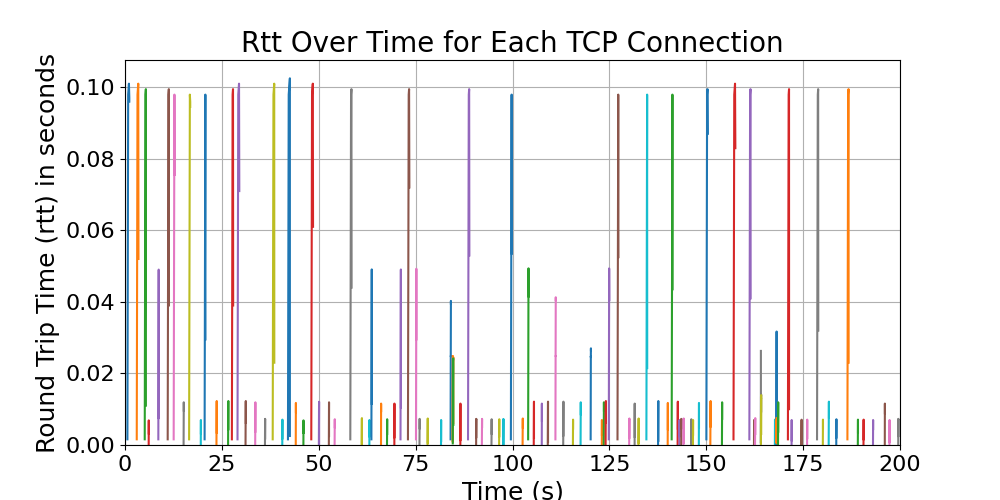 Rtt Over Time for Each TCP Connection
Round Trip Time (rtt) in seconds
0.10
0.08
0.06
0.04
0.02
0.00
0 25 50 75 100 125 150 175 200
Time (s)